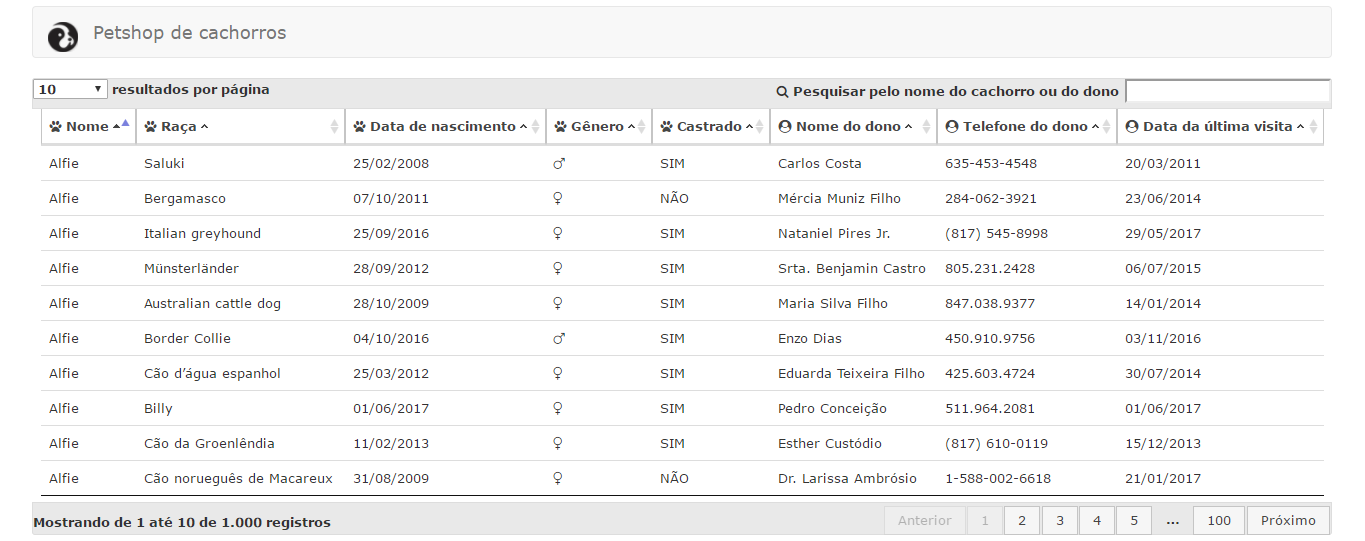 Petshop de cachorros
10 resultados por página Pesquisar pelo nome do cachorro ou do dono
Nome Raça Data de nascimento Gênero Castrado Nome do dono Telefone do dono Data da última visita
Alfie Saluki 25/02/2008 ♂ SIM Carlos Costa 635-453-4548 20/03/2011
Alfie Bergamasco 07/10/2011 ♀ NÃO Mércia Muniz Filho 284-062-3921 23/06/2014
Alfie Italian greyhound 25/09/2016 ♀ SIM Nataniel Pires Jr. (817) 545-8998 29/05/2017
Alfie Münsterländer 28/09/2012 ♀ SIM Srta. Benjamin Castro 805.231.2428 06/07/2015
Alfie Australian cattle dog 28/10/2009 ♀ SIM Maria Silva Filho 847.038.9377 14/01/2014
Alfie Border Collie 04/10/2016 ♂ SIM Enzo Dias 450.910.9756 03/11/2016
Alfie Cão d’água espanhol 25/03/2012 ♀ SIM Eduarda Teixeira Filho 425.603.4724 30/07/2014
Alfie Billy 01/06/2017 ♀ SIM Pedro Conceição 511.964.2081 01/06/2017
Alfie Cão da Groenlêndia 11/02/2013 ♀ SIM Esther Custódio (817) 610-0119 15/12/2013
Alfie Cão norueguês de Macareux 31/08/2009 ♀ NÃO Dr. Larissa Ambrósio 1-588-002-6618 21/01/2017
Mostrando de 1 até 10 de 1.000 registros Anterior 1 2 3 4 5 ... 100 Próximo